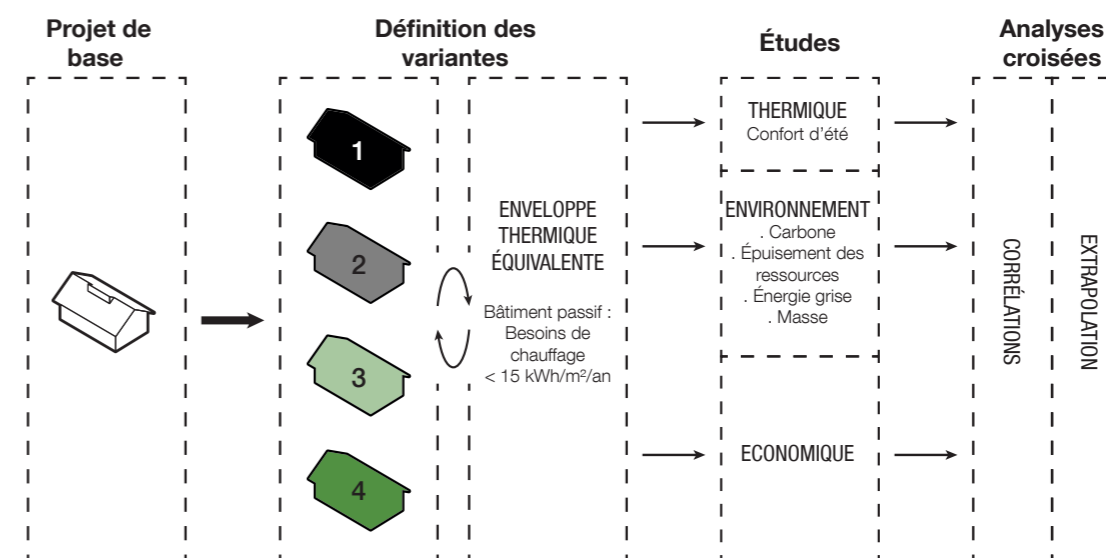 Projet de
base
Définition des
variantes
Études
Analyses
croisées
1
2
3
4
ENVELOPPE
THERMIQUE
ÉQUIVALENTE
Bâtiment passif :
Besoins de
chauffage
< 15 kWh/m²/an
THERMIQUE
Confort d'été
ENVIRONNEMENT
. Carbone
. Épuisement des
ressources
. Énergie grise
. Masse
ECONOMIQUE
CORRÉLATIONS
EXTRAPOLATION